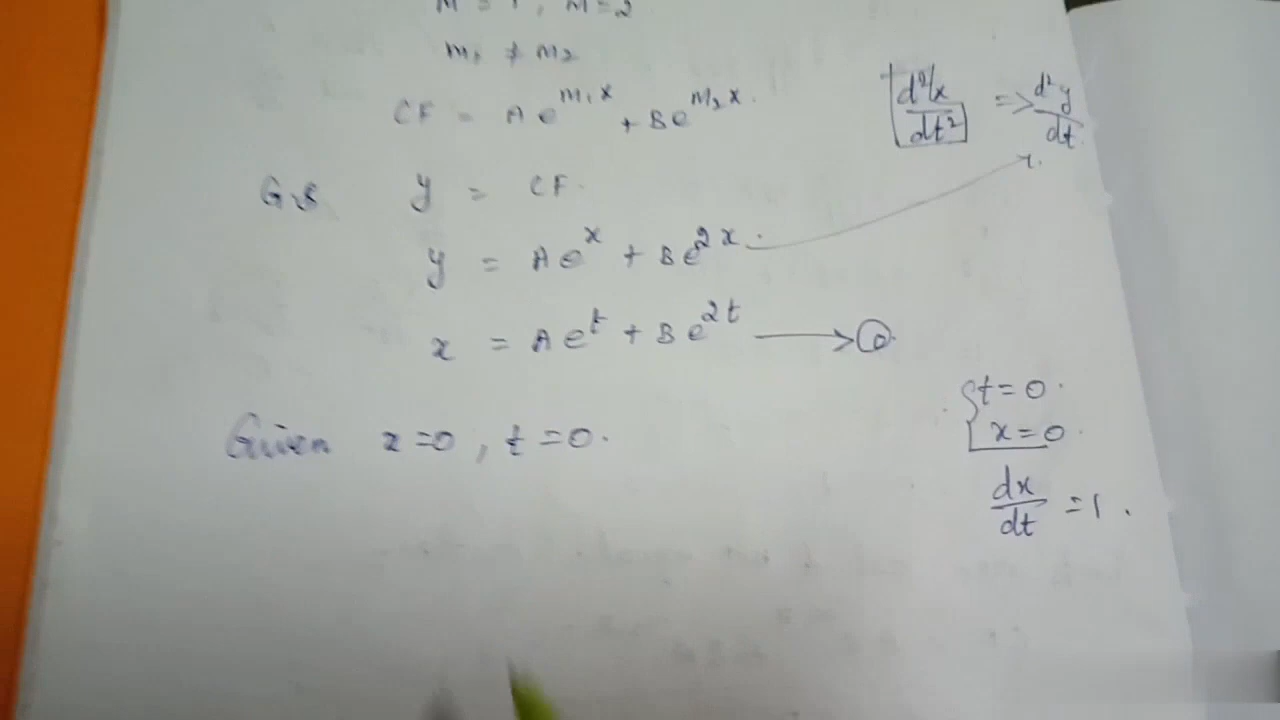 m = 1, m = 2
m₁ ≠ m₂
CF = Ae^{m₁x} + Be^{m₂x}.
d²x/dt² => d²y/dt
x.
G.S y = CF.
y = Ae^x + Be^{2x}.
x = Ae^t + Be^{2t} →
t = 0.
x = 0
Given x = 0, t = 0.
dx/dt = 1.